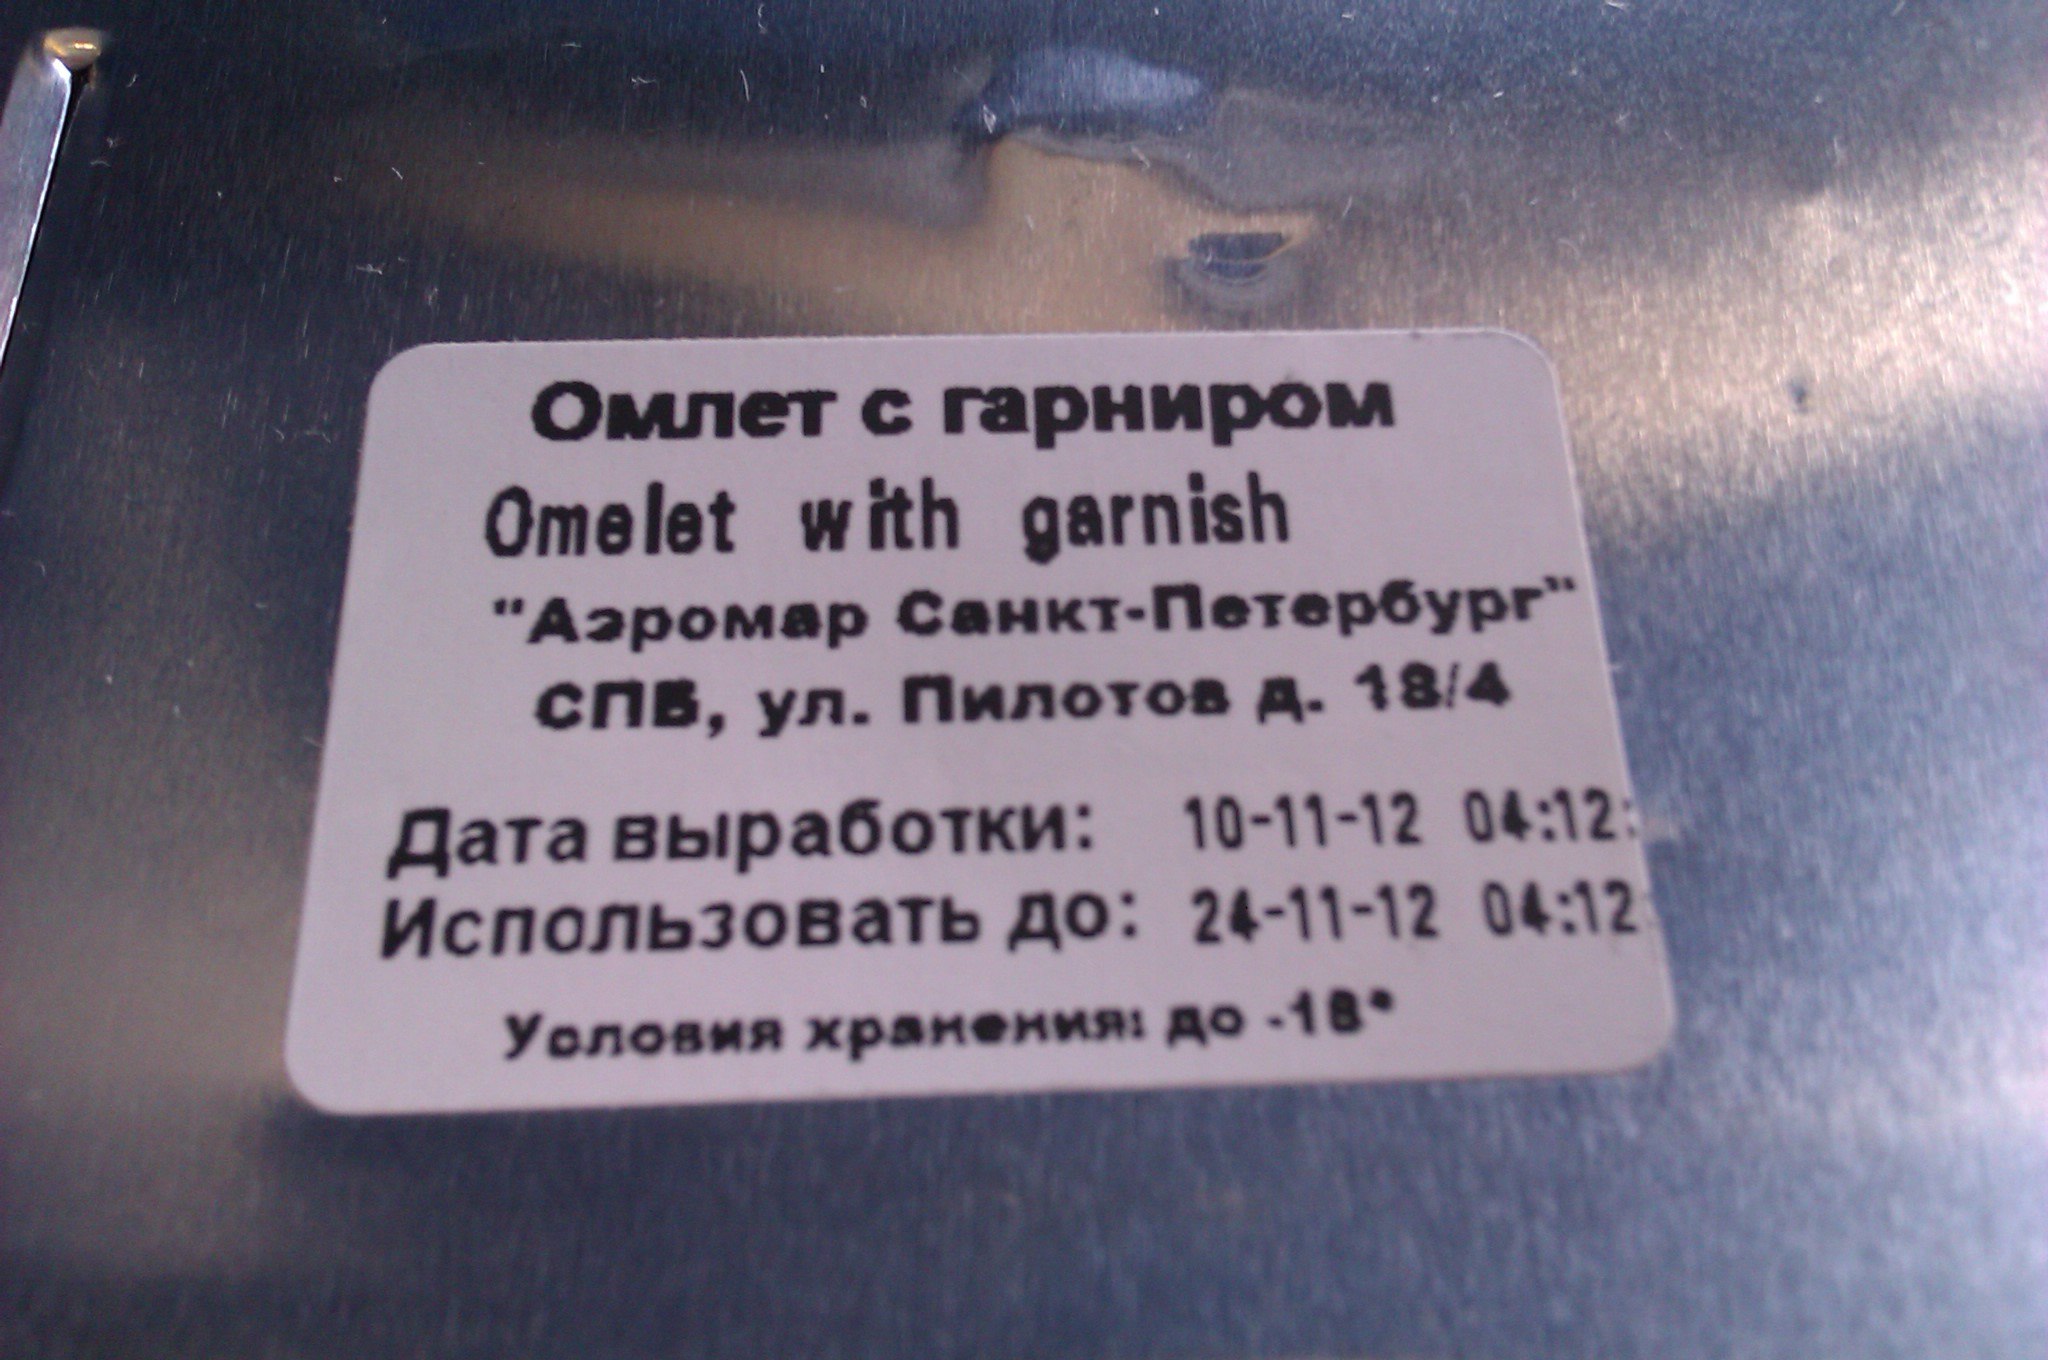 Омлет с гарниром
Omelet with garnish
"Аэромар Санкт-Петербург"
СПБ, ул. Пилотов д. 18/4
Дата выработки: 10-11-12 04:12:
Использовать до: 24-11-12 04:12:
Условия хранения: до -18°